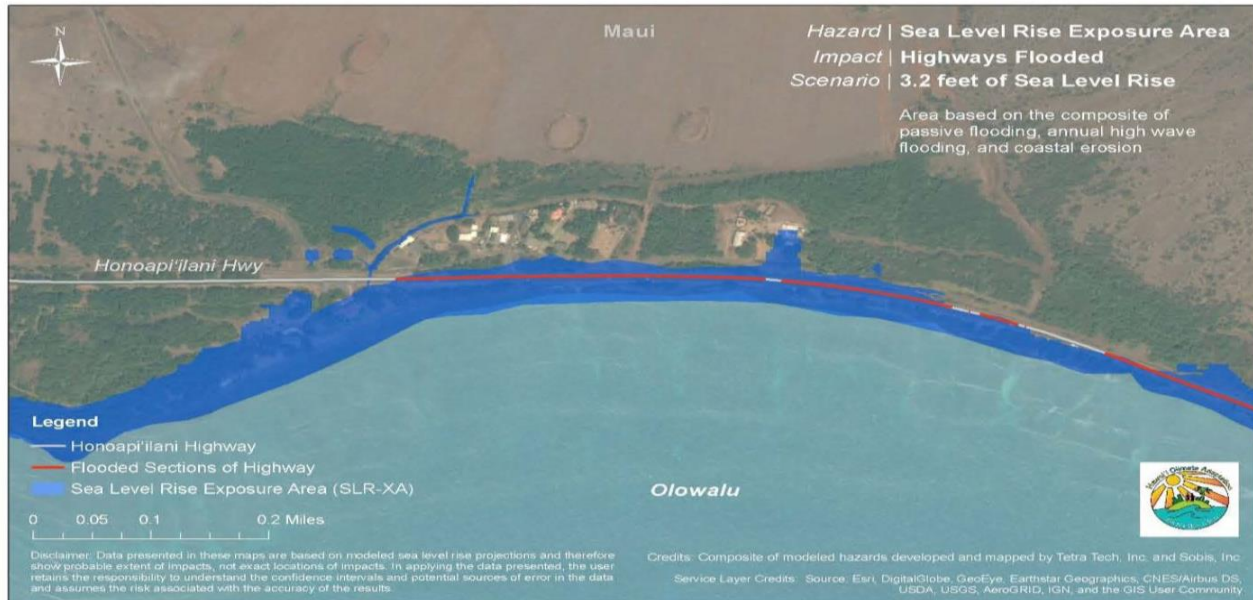 N
Maui
Hazard | Sea Level Rise Exposure Area
Impact | Highways Flooded
Scenario | 3.2 feet of Sea Level Rise
Area based on the composite of
passive flooding, annual high wave
flooding, and coastal erosion
Honoapi'ilani Hwy
Legend
Honoapi'ilani Highway
Flooded Sections of Highway
Sea Level Rise Exposure Area (SLR-XA)
0 0.05 0.1 0.2 Miles
Olowalu
Hawai'i Climate Adaptation
Disclaimer: Data presented in these maps are based on modeled sea level rise projections and therefore
show probable extent of impacts, not exact locations of impacts. In applying the data presented, the user
retains the responsibility to understand the confidence intervals and potential sources of error in the data
and assumes the risk associated with the accuracy of the results.
Credits: Composite of modeled hazards developed and mapped by Tetra Tech, Inc. and Sobis, Inc
Service Layer Credits: Source: Esri, DigitalGlobe, GeoEye, Earthstar Geographics, CNES/Airbus DS,
USDA, USGS, AeroGRID, IGN, and the GIS User Community